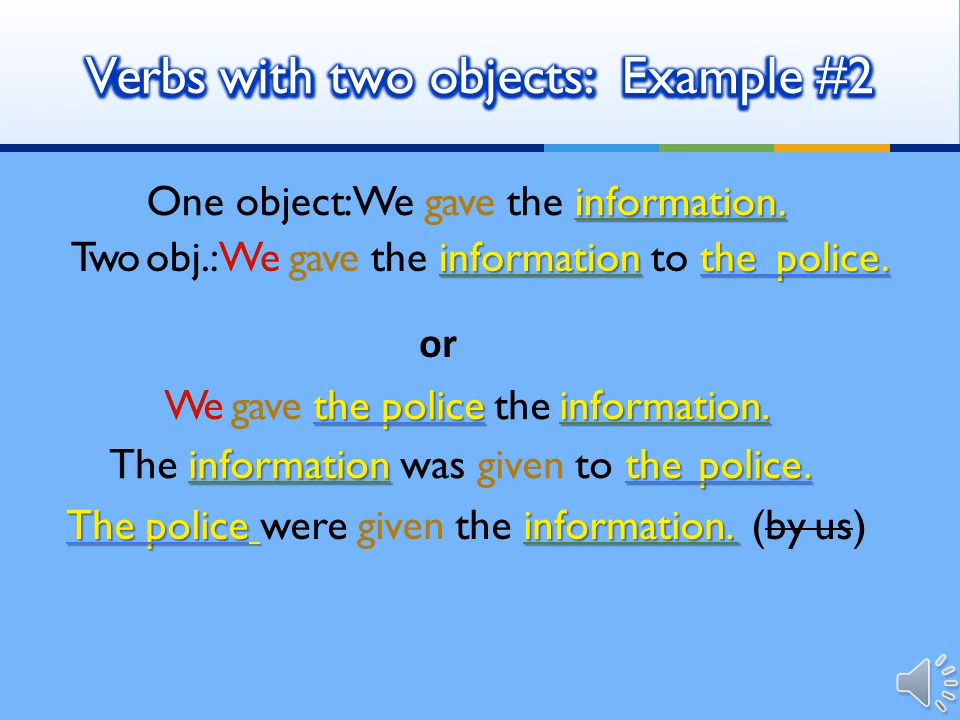 Verbs with two objects: Example #2
One object: We gave the information.
Two obj.: We gave the information to the police.
or
We gave the police the information.
The information was given to the police.
The police were given the information. (by us)